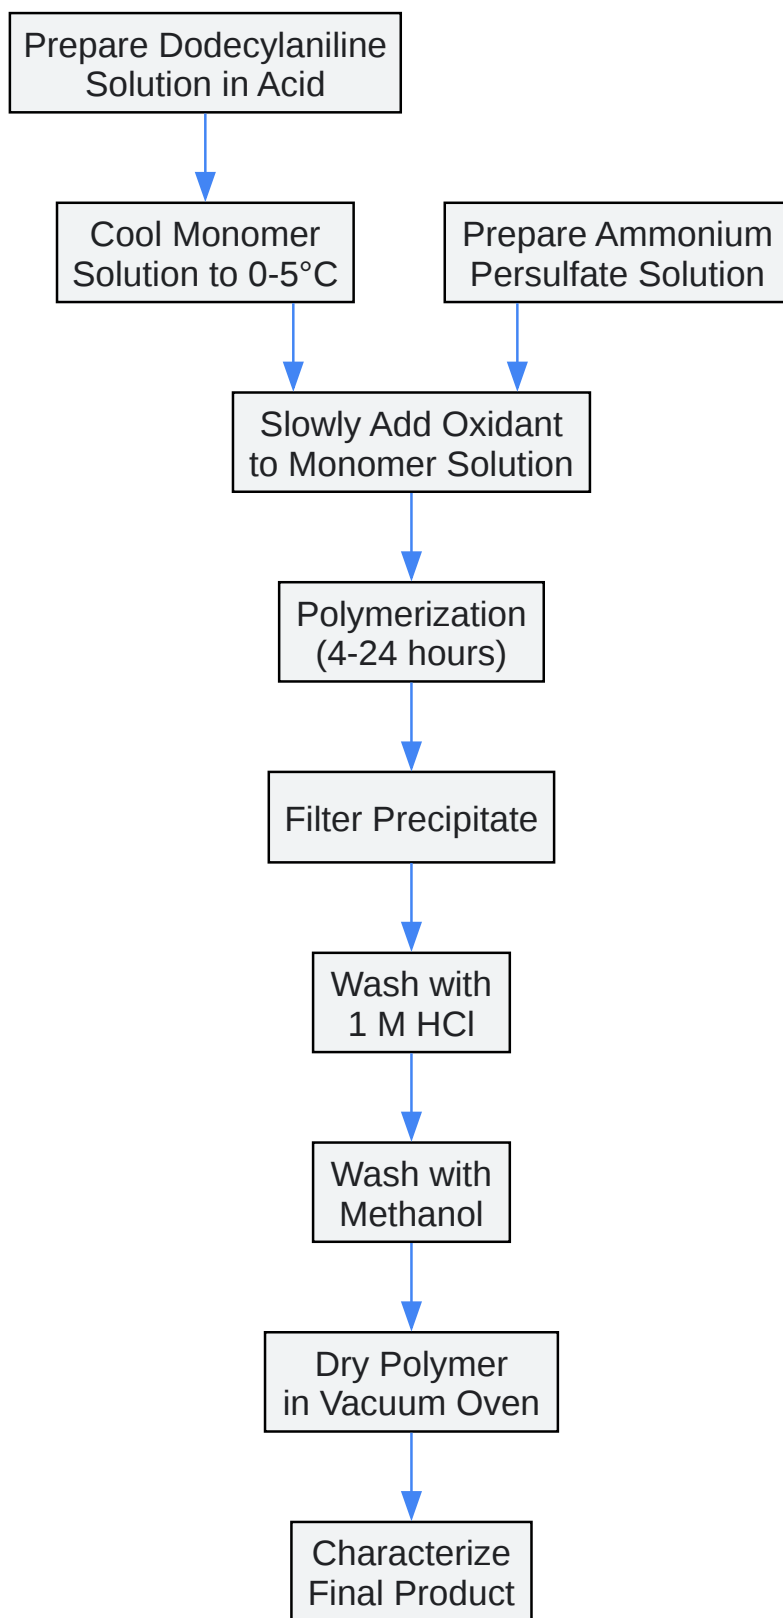 Prepare Dodecylaniline
Solution in Acid
Cool Monomer
Solution to 0-5°C
Prepare Ammonium
Persulfate Solution
Slowly Add Oxidant
to Monomer Solution
Polymerization
(4-24 hours)
Filter Precipitate
Wash with
1 M HCl
Wash with
Methanol
Dry Polymer
in Vacuum Oven
Characterize
Final Product